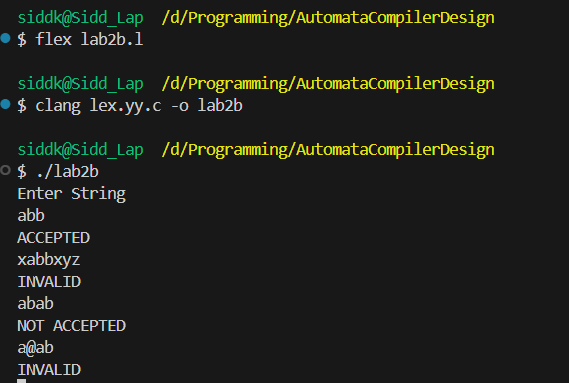 siddk@Sidd_Lap /d/Programming/AutomataCompilerDesign
$ flex lab2b.l
siddk@Sidd_Lap /d/Programming/AutomataCompilerDesign
$ clang lex.yy.c -o lab2b
siddk@Sidd_Lap /d/Programming/AutomataCompilerDesign
$ ./lab2b
Enter String
abb
ACCEPTED
xabbxyz
INVALID
abab
NOT ACCEPTED
a@ab
INVALID